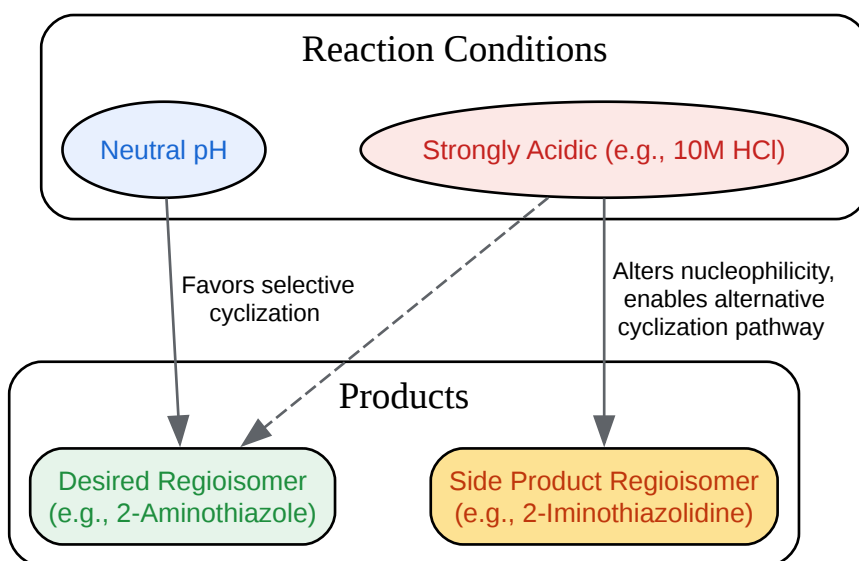 Reaction Conditions
Neutral pH
Strongly Acidic (e.g., 10M HCl)
Favors selective
cyclization
Alters nucleophilicity,
enables alternative
cyclization pathway
Products
Desired Regioisomer
(e.g., 2-Aminothiazole)
Side Product Regioisomer
(e.g., 2-Iminothiazolidine)